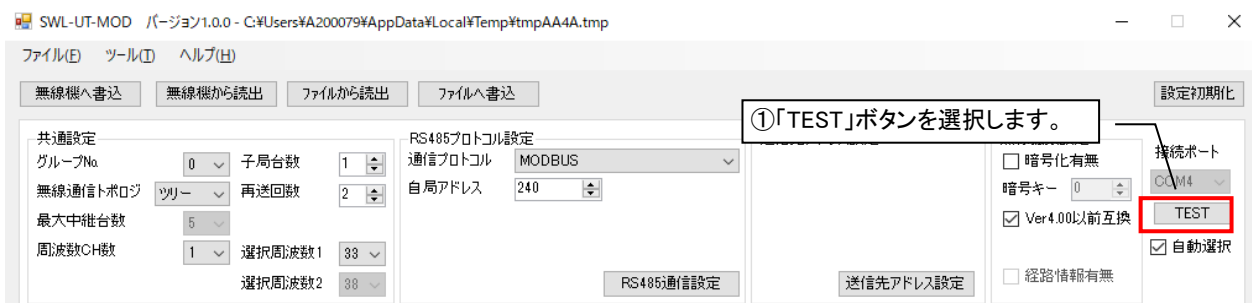 SWL-UT-MOD バージョン1.0.0 - C:¥Users¥A200079¥AppData¥Local¥Temp¥tmpAA4A.tmp
ファイル(F) ツール(T) ヘルプ(H)
無線機へ書込 無線機から読出 ファイルから読出 ファイルへ書込 設定初期化
①「TEST」ボタンを選択します。
共通設定
グループNo. 0 子局台数 1
無線通信トポロジ ツリー 再送回数 2
最大中継台数 5
周波数CH数 1 選択周波数1 33
選択周波数2 38
RS485プロトコル設定
通信プロトコル MODBUS
自局アドレス 240
RS485通信設定
送信先アドレス設定
暗号化有無
暗号キー 0
Ver4.00以前互換
経路情報有無
接続ポート
COM4
TEST
自動選択